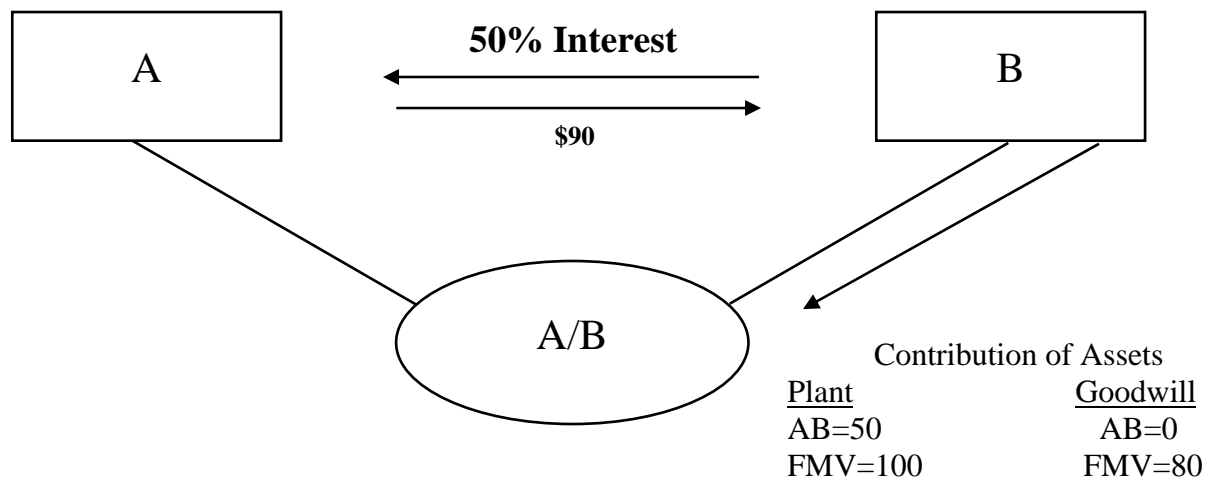 50% Interest
A
B
$90
A/B
Contribution of Assets
Plant Goodwill
AB=50 AB=0
FMV=100 FMV=80